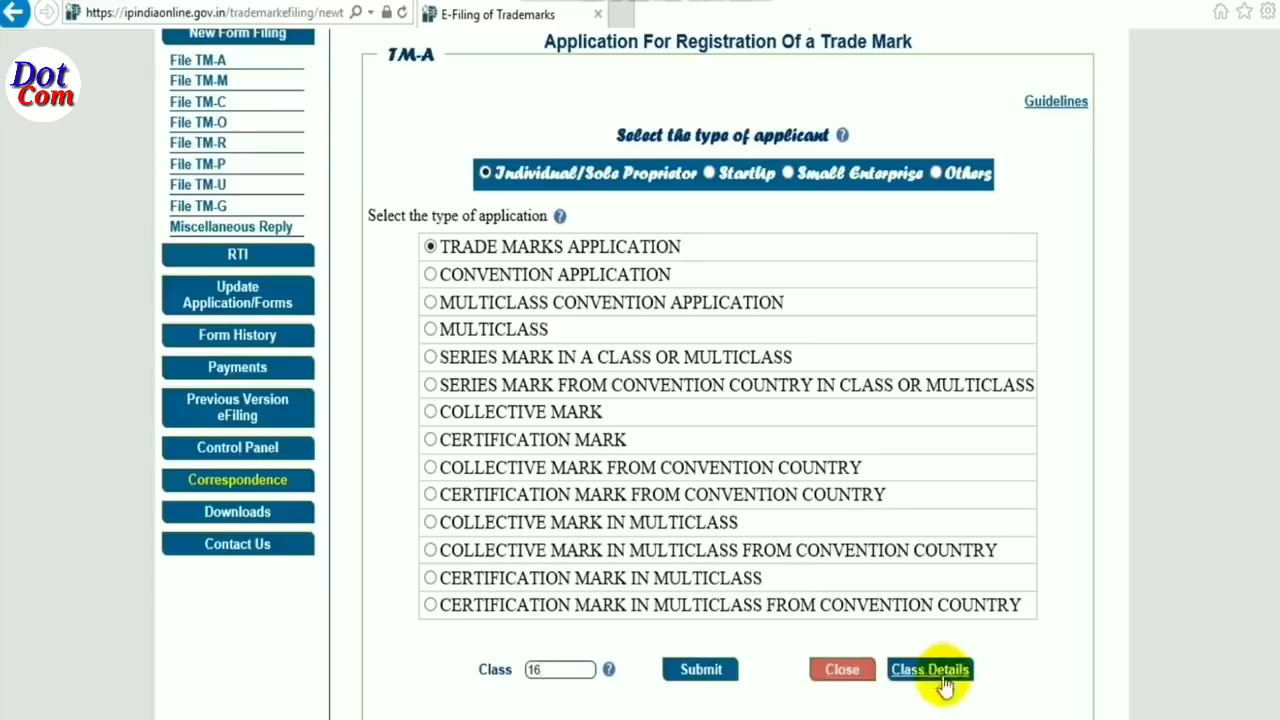 https://ipindiaonline.gov.in/trademarkefiling/newt
E-Filing of Trademarks
Dot
Com
New Form Filing
File TM-A
File TM-M
File TM-C
File TM-O
File TM-R
File TM-P
File TM-U
File TM-G
Miscellaneous Reply
RTI
Update
Application/Forms
Form History
Payments
Previous Version
eFiling
Control Panel
Correspondence
Downloads
Contact Us
Application For Registration Of a Trade Mark
TM-A
Guidelines
Select the type of applicant ?
Individual/Sole Proprietor StartUp Small Enterprise Others
Select the type of application ?
TRADE MARKS APPLICATION
CONVENTION APPLICATION
MULTICLASS CONVENTION APPLICATION
MULTICLASS
SERIES MARK IN A CLASS OR MULTICLASS
SERIES MARK FROM CONVENTION COUNTRY IN CLASS OR MULTICLASS
COLLECTIVE MARK
CERTIFICATION MARK
COLLECTIVE MARK FROM CONVENTION COUNTRY
CERTIFICATION MARK FROM CONVENTION COUNTRY
COLLECTIVE MARK IN MULTICLASS
COLLECTIVE MARK IN MULTICLASS FROM CONVENTION COUNTRY
CERTIFICATION MARK IN MULTICLASS
CERTIFICATION MARK IN MULTICLASS FROM CONVENTION COUNTRY
Class 16 ? Submit Close Class Details